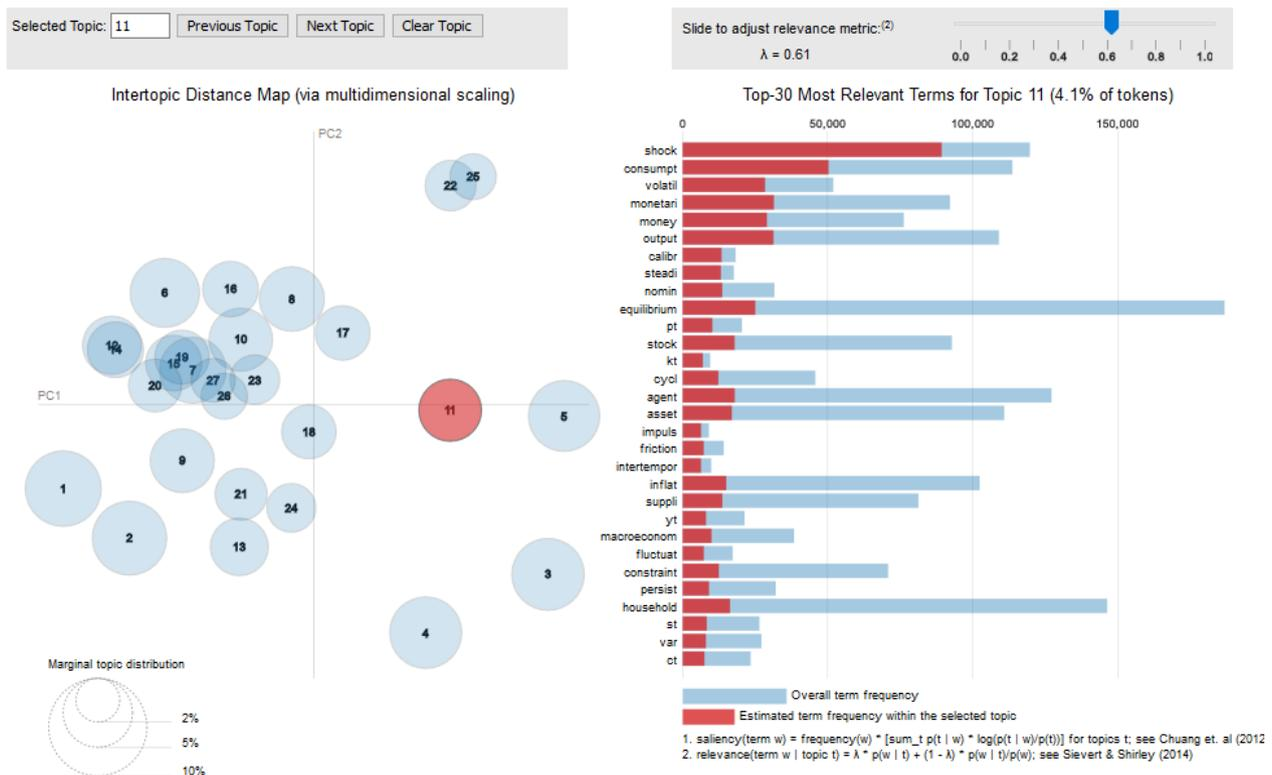 Selected Topic: 11 Previous Topic Next Topic Clear Topic
Slide to adjust relevance metric:(2)
λ = 0.61
0.0 0.2 0.4 0.6 0.8 1.0
Intertopic Distance Map (via multidimensional scaling)
PC2
PC1
25
22
6
16
8
17
10
14
19
15
7
27
23
20
26
11
5
18
9
1
21
24
2
13
3
4
Marginal topic distribution
2%
5%
10%
Top-30 Most Relevant Terms for Topic 11 (4.1% of tokens)
0 50,000 100,000 150,000
shock
consumpt
volatil
monetari
money
output
calibr
steadi
nomin
equilibrium
pt
stock
kt
cycl
agent
asset
impuls
friction
intertempor
inflat
suppli
yt
macroeconom
fluctuat
constraint
persist
household
st
var
ct
Overall term frequency
Estimated term frequency within the selected topic
1. saliency(term w) = frequency(w) * [sum_t p(t | w) * log(p(t | w)/p(t))] for topics t; see Chuang et. al (2012
2. relevance(term w | topic t) = λ * p(w | t) + (1 - λ) * p(w | t)/p(w); see Sievert & Shirley (2014)